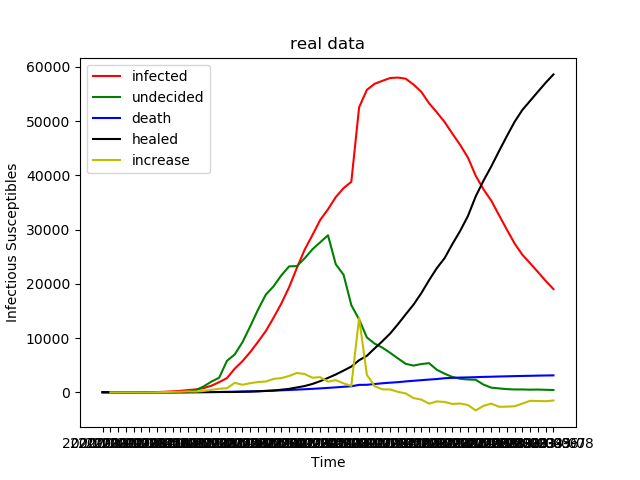 real data
infected
undecided
death
healed
increase
60000
50000
40000
30000
20000
10000
0
Infectious Susceptibles
Time